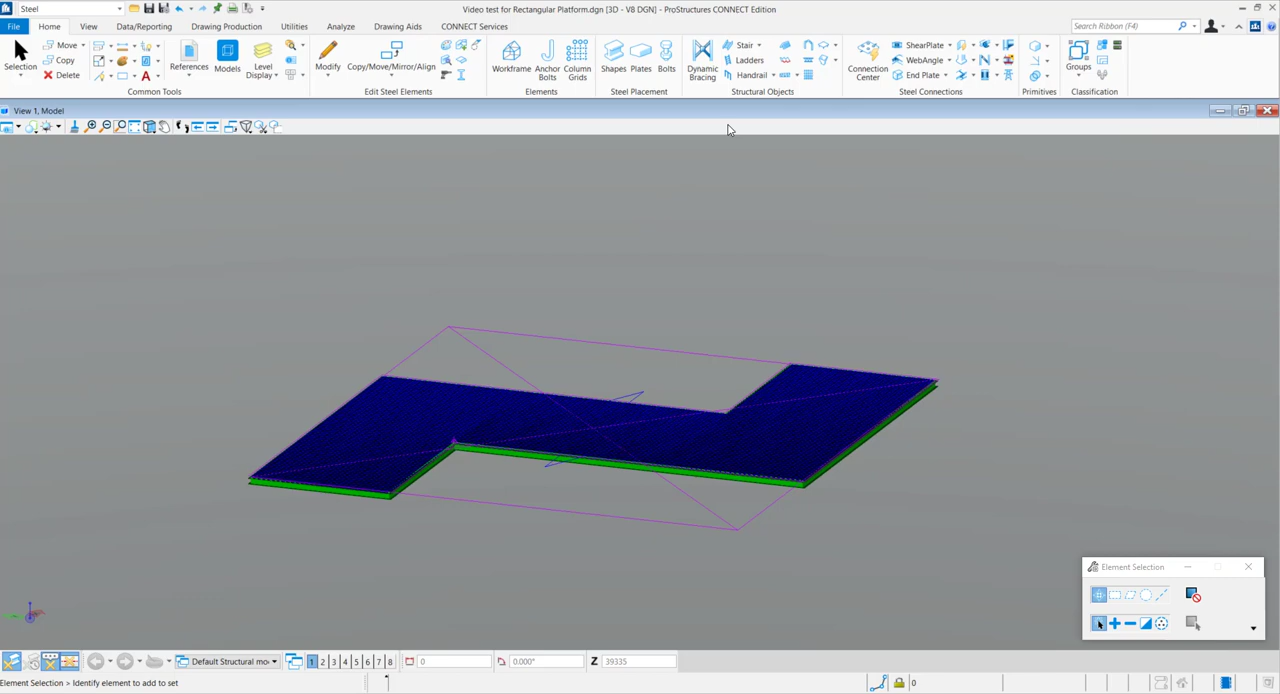 Steel
Video test for Rectangular Platform.dgn [3D - V8 DGN] - ProStructures CONNECT Edition
File Home View Data/Reporting Drawing Production Utilities Analyze Drawing Aids CONNECT Services
Search Ribbon (F4)
Selection
Move
Copy
Delete
A
References
Models
Level Display
Modify
Copy/Move/Mirror/Align
Workframe
Anchor Bolts
Column Grids
Shapes
Plates
Bolts
Dynamic Bracing
Stair
Ladders
Handrail
Connection Center
ShearPlate
WebAngle
End Plate
Groups
Common Tools
Edit Steel Elements
Elements
Steel Placement
Structural Objects
Steel Connections
Primitives
Classification
View 1, Model
Element Selection
Default Structural mo
1 2 3 4 5 6 7 8
0
0.000°
Z 39335
Element Selection > Identify element to add to set
0